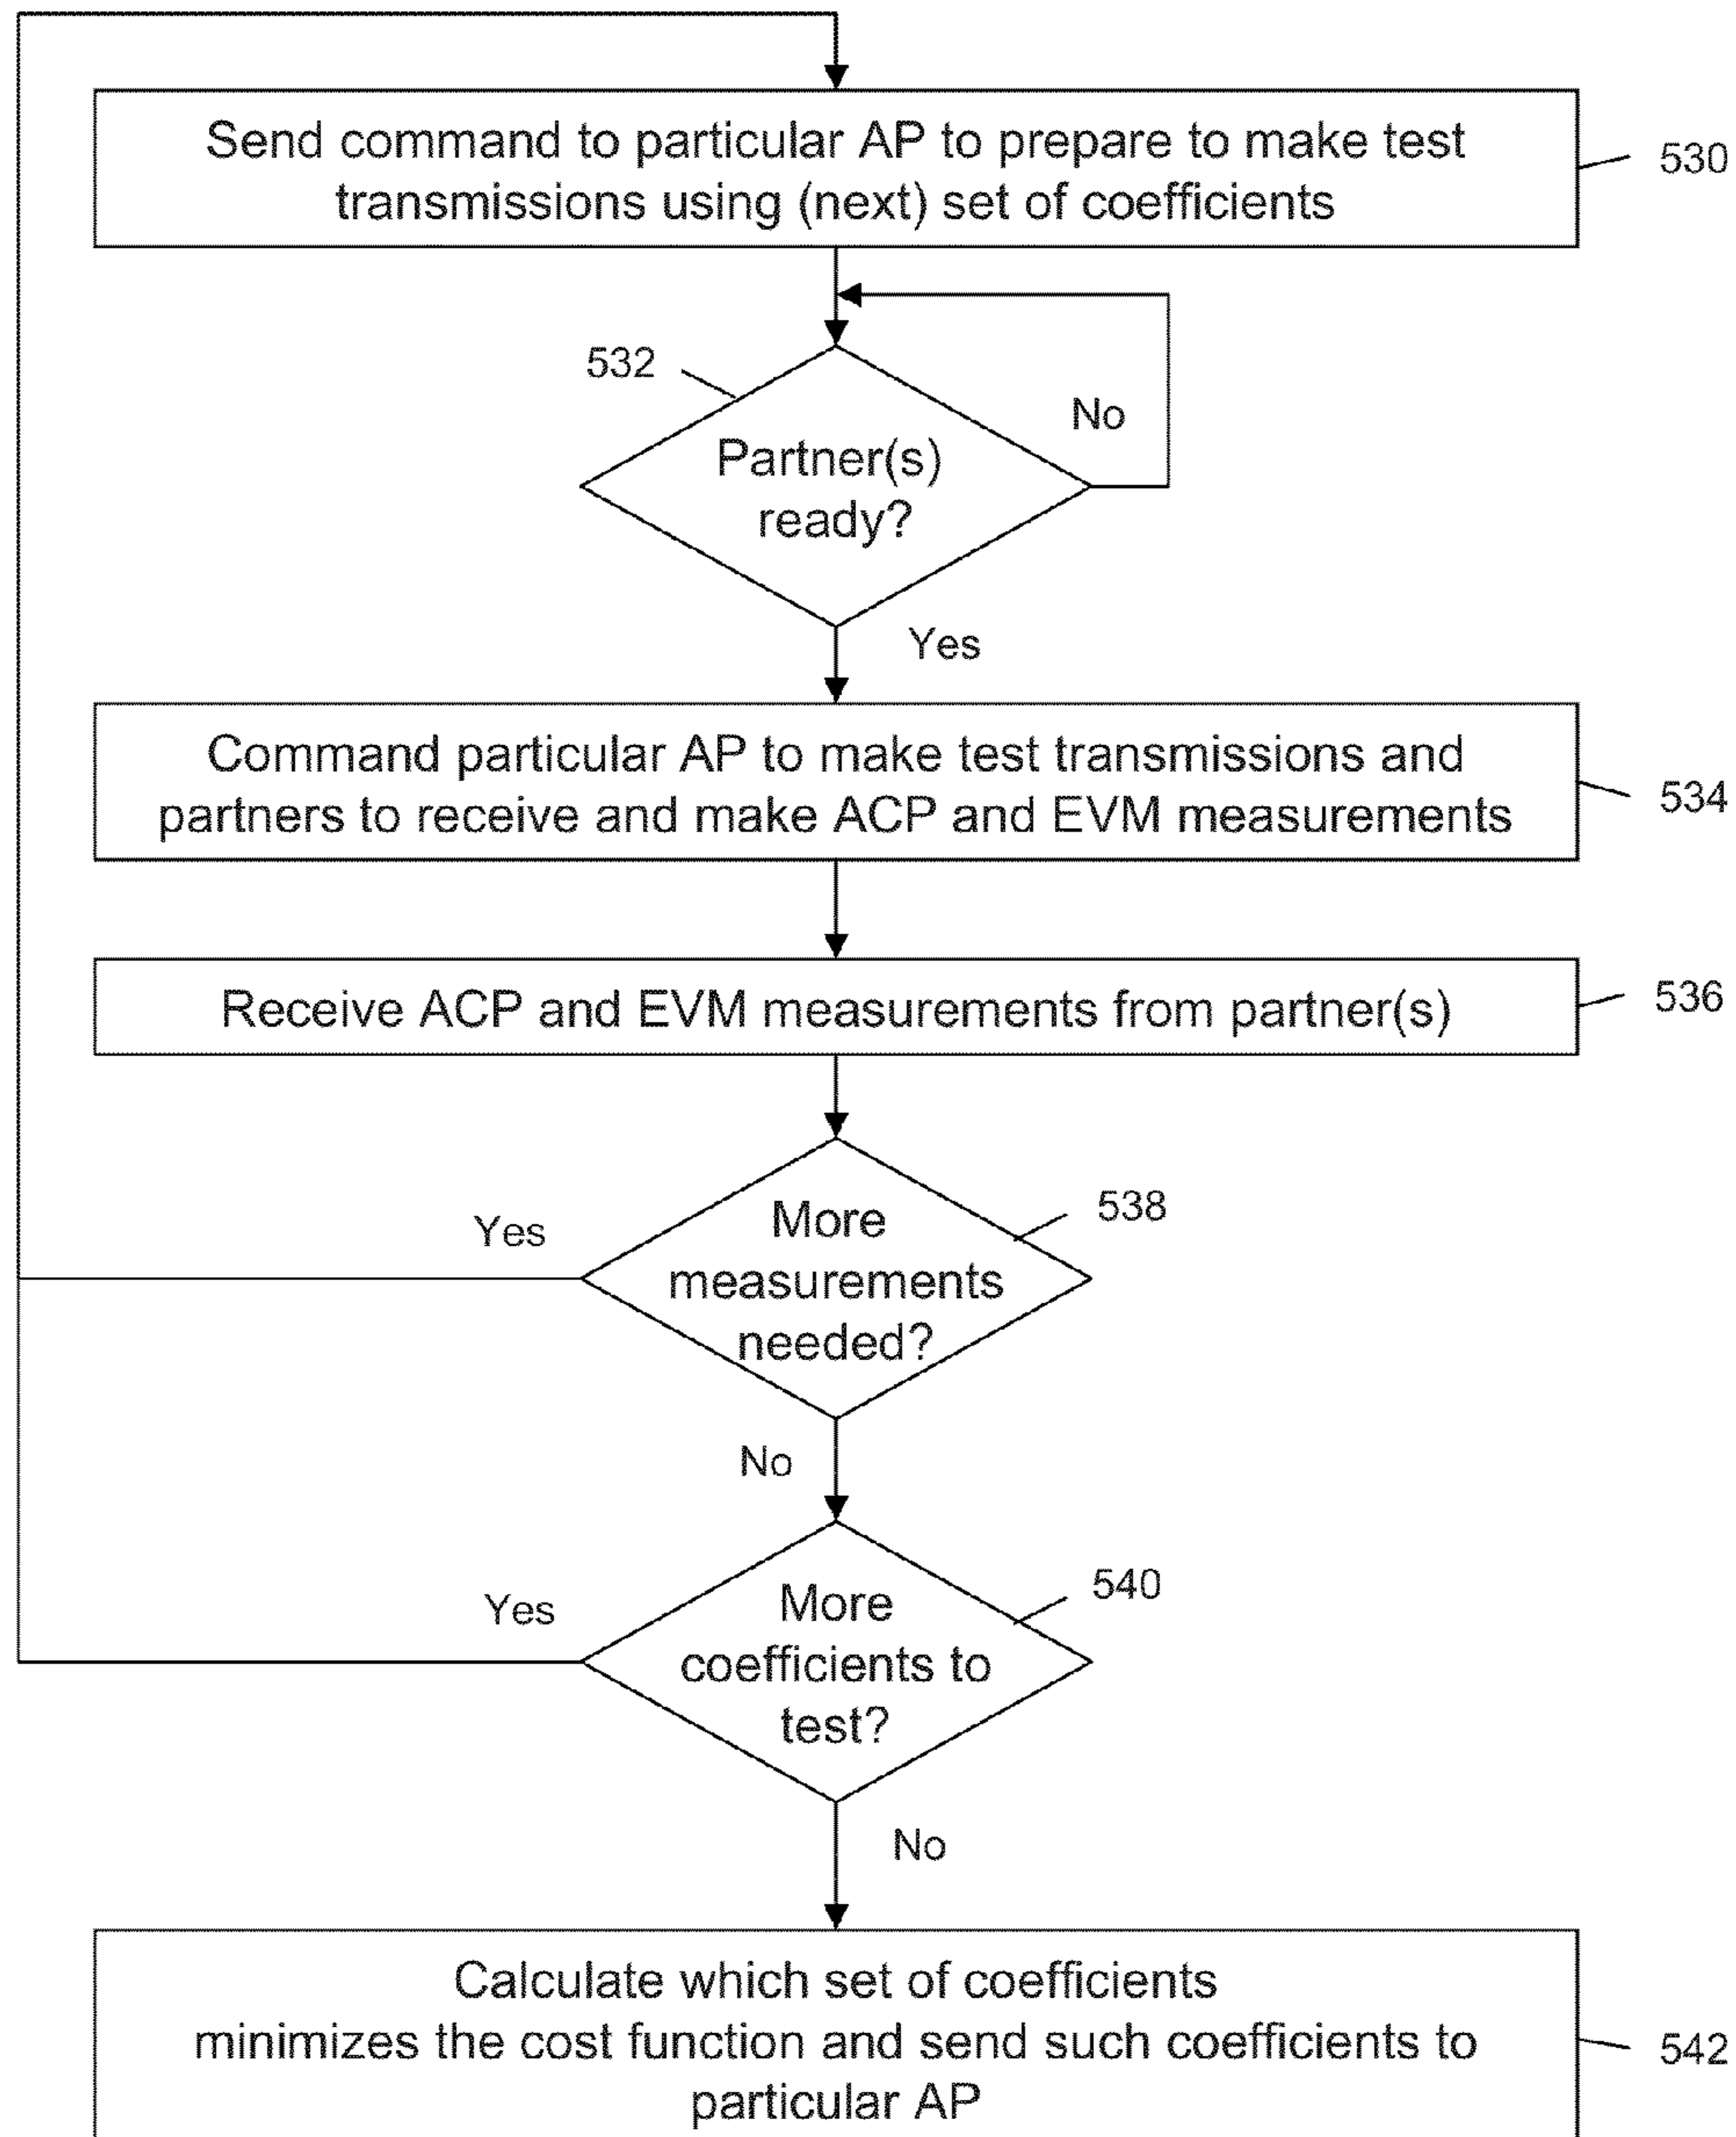 Send command to particular AP to prepare to make test
transmissions using (next) set of coefficients
530
532
No
Partner(s)
ready?
Yes
Command particular AP to make test transmissions and
partners to receive and make ACP and EVM measurements
534
Receive ACP and EVM measurements from partner(s)
536
538
Yes
More
measurements
needed?
No
540
Yes
More
coefficients to
test?
No
Calculate which set of coefficients
minimizes the cost function and send such coefficients to
particular AP
542